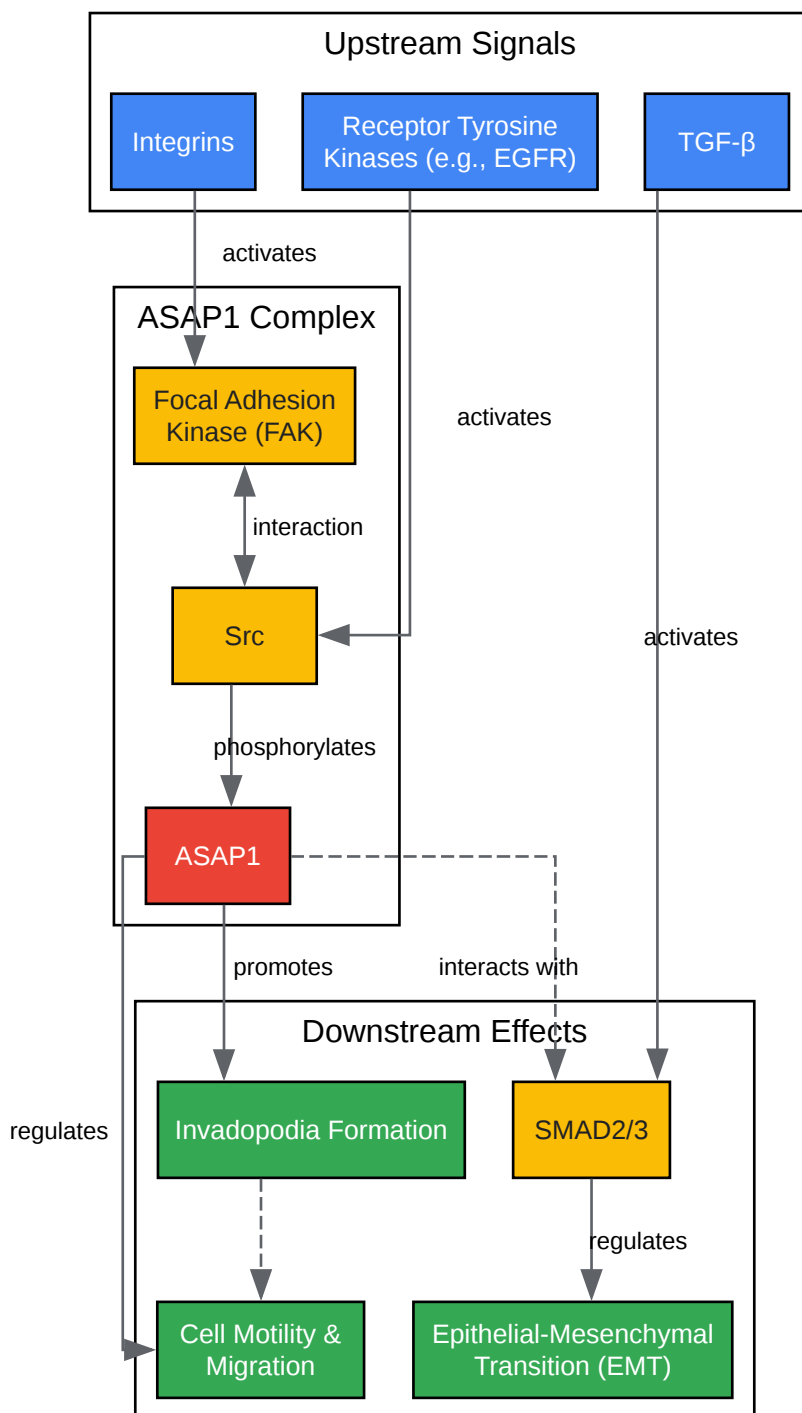 Upstream Signals
Integrins
Receptor Tyrosine
Kinases (e.g., EGFR)
TGF-β
activates
ASAP1 Complex
Focal Adhesion
Kinase (FAK)
activates
interaction
Src
activates
phosphorylates
ASAP1
promotes
interacts with
Downstream Effects
Invadopodia Formation
SMAD2/3
regulates
regulates
Cell Motility &
Migration
Epithelial-Mesenchymal
Transition (EMT)